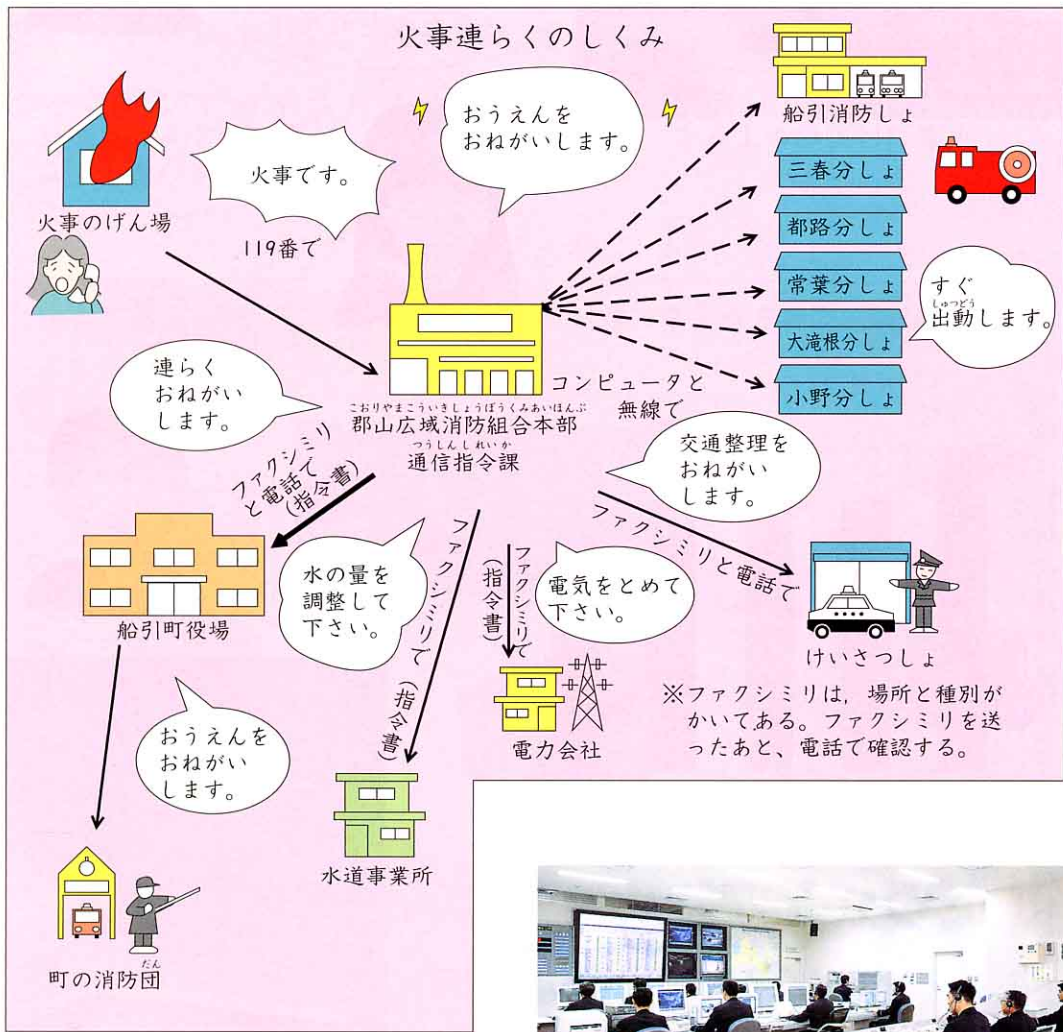 火事連らくのしくみ
火事のげん場
火事です。
119番で
おうえんを
おねがいします。
船引消防しょ
三春分しょ
都路分しょ
常葉分しょ
大滝根分しょ
小野分しょ
すぐ
しゅつどう
出動します。
コンピュータと
無線で
こおりやまこういきしょうぼうくみあいほんぶ
郡山広域消防組合本部
つうしんしれいか
通信指令課
連らく
おねがい
します。
ファクシミリ
と電話で
(指令書)
船引町役場
おうえんを
おねがい
します。
町の消防団
だん
水の量を
調整して
下さい。
ファクシミリで
(指令書)
水道事業所
ファクシミリで
(指令書)
電気をとめて
下さい。
電力会社
交通整理を
おねがい
します。
ファクシミリと電話で
けいさつしょ
※ファクシミリは,場所と種別が
かいてある。ファクシミリを送
ったあと、電話で確認する。